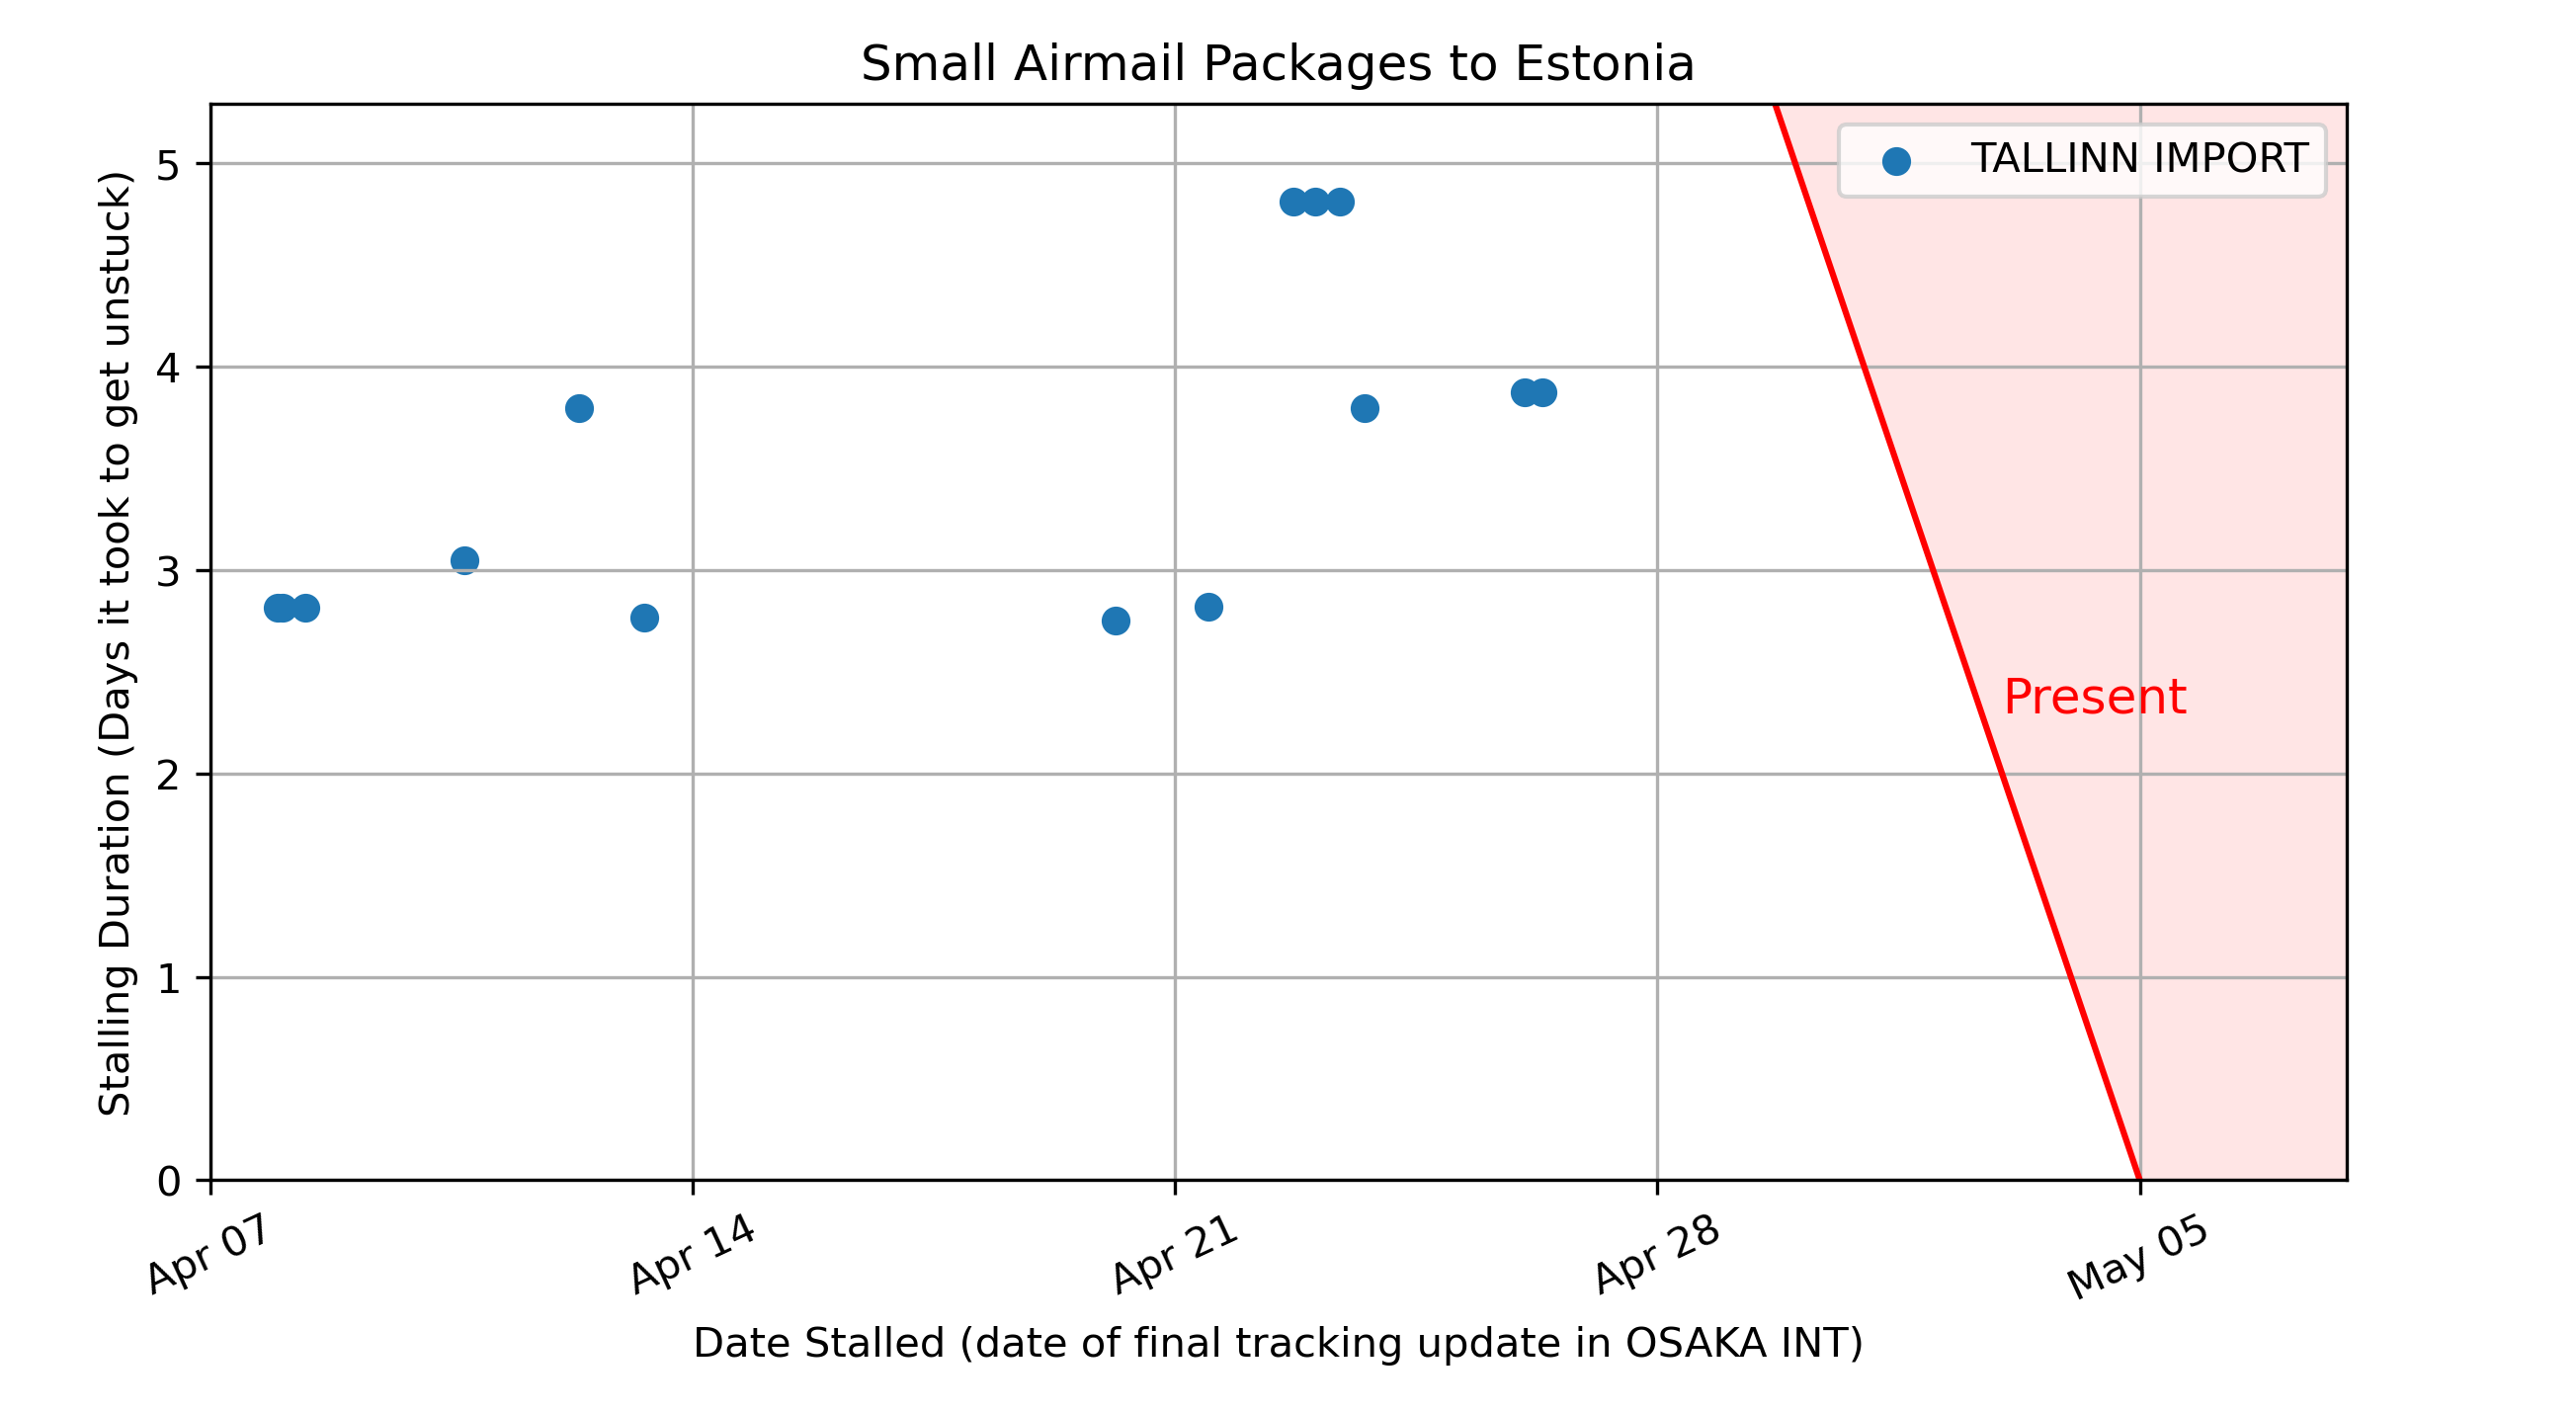 Small Airmail Packages to Estonia
TALLINN IMPORT
Stalling Duration (Days it took to get unstuck)
5
4
3
2
1
0
Present
Apr 07
Apr 14
Apr 21
Apr 28
May 05
Date Stalled (date of final tracking update in OSAKA INT)